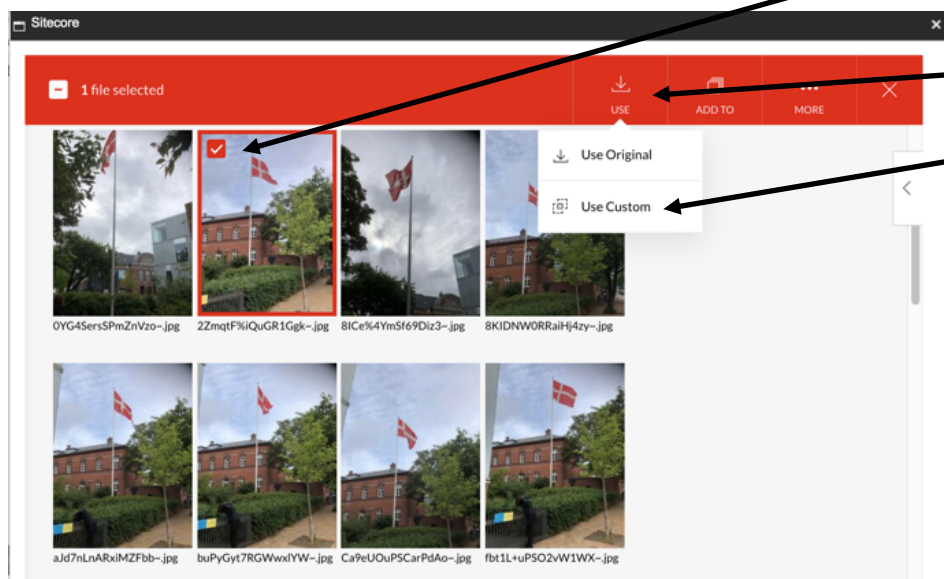 Sitecore
1 file selected
USE
ADD TO
MORE
Use Original
Use Custom
0YG4SersSPmZnVzo~.jpg
2ZmqtF%iQuGR1Ggk~.jpg
8ICe%4YmSf69Diz3~.jpg
8KIDNW0RRaiHj4zy~.jpg
aJd7nLnARxiMZFbb~.jpg
buPyGyt7RGWwxlYW~.jpg
Ca9eUOuPSCarPdAo~.jpg
fbt1L+uPSO2vW1WX~.jpg